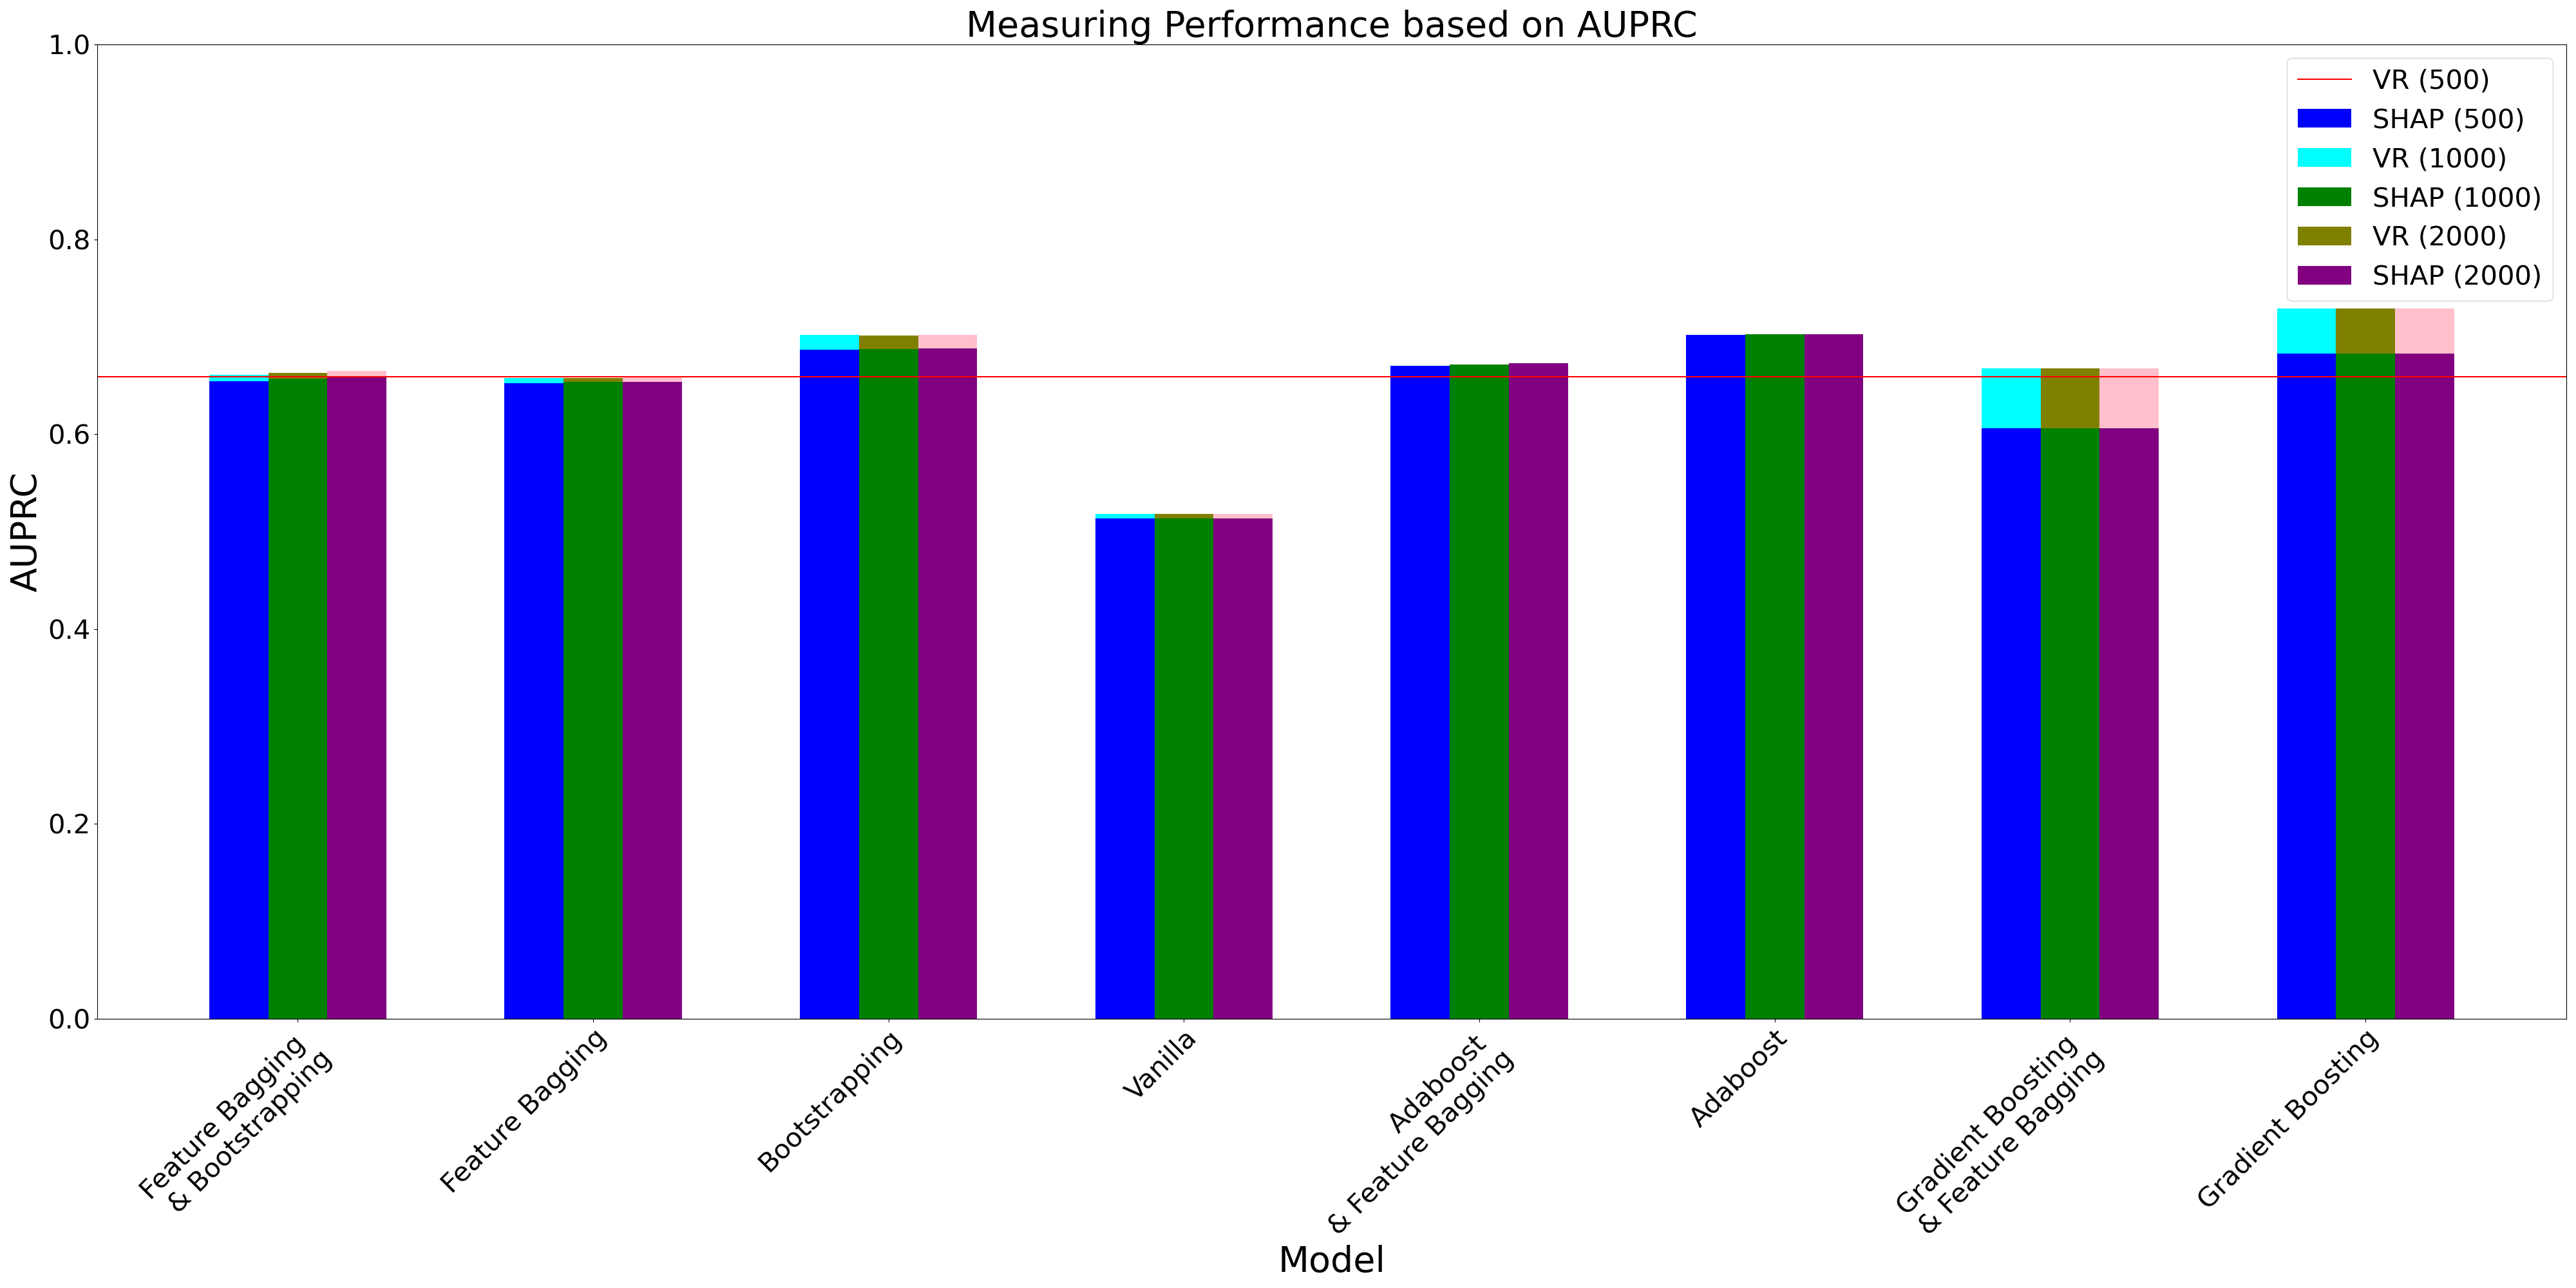 Measuring Performance based on AUPRC
1.0
0.8
0.6
0.4
0.2
0.0
AUPRC
VR (500)
SHAP (500)
VR (1000)
SHAP (1000)
VR (2000)
SHAP (2000)
Feature Bagging
& Bootstrapping
Feature Bagging
Bootstrapping
Vanilla
Adaboost
& Feature Bagging
Adaboost
Gradient Boosting
& Feature Bagging
Gradient Boosting
Model